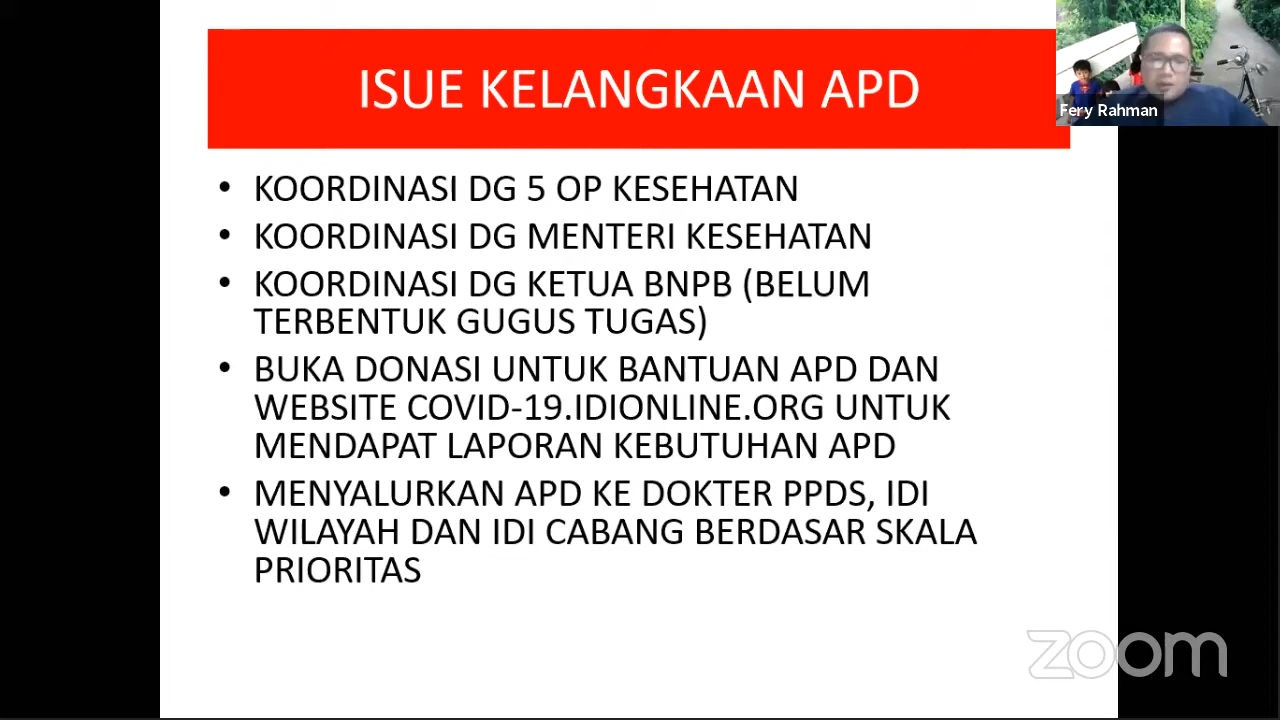 ISUE KELANGKAAN APD
Fery Rahman
• KOORDINASI DG 5 OP KESEHATAN
• KOORDINASI DG MENTERI KESEHATAN
• KOORDINASI DG KETUA BNPB (BELUM
TERBENTUK GUGUS TUGAS)
• BUKA DONASI UNTUK BANTUAN APD DAN
WEBSITE COVID-19.IDIONLINE.ORG UNTUK
MENDAPAT LAPORAN KEBUTUHAN APD
• MENYALURKAN APD KE DOKTER PPDS, IDI
WILAYAH DAN IDI CABANG BERDASAR SKALA
PRIORITAS
zoom